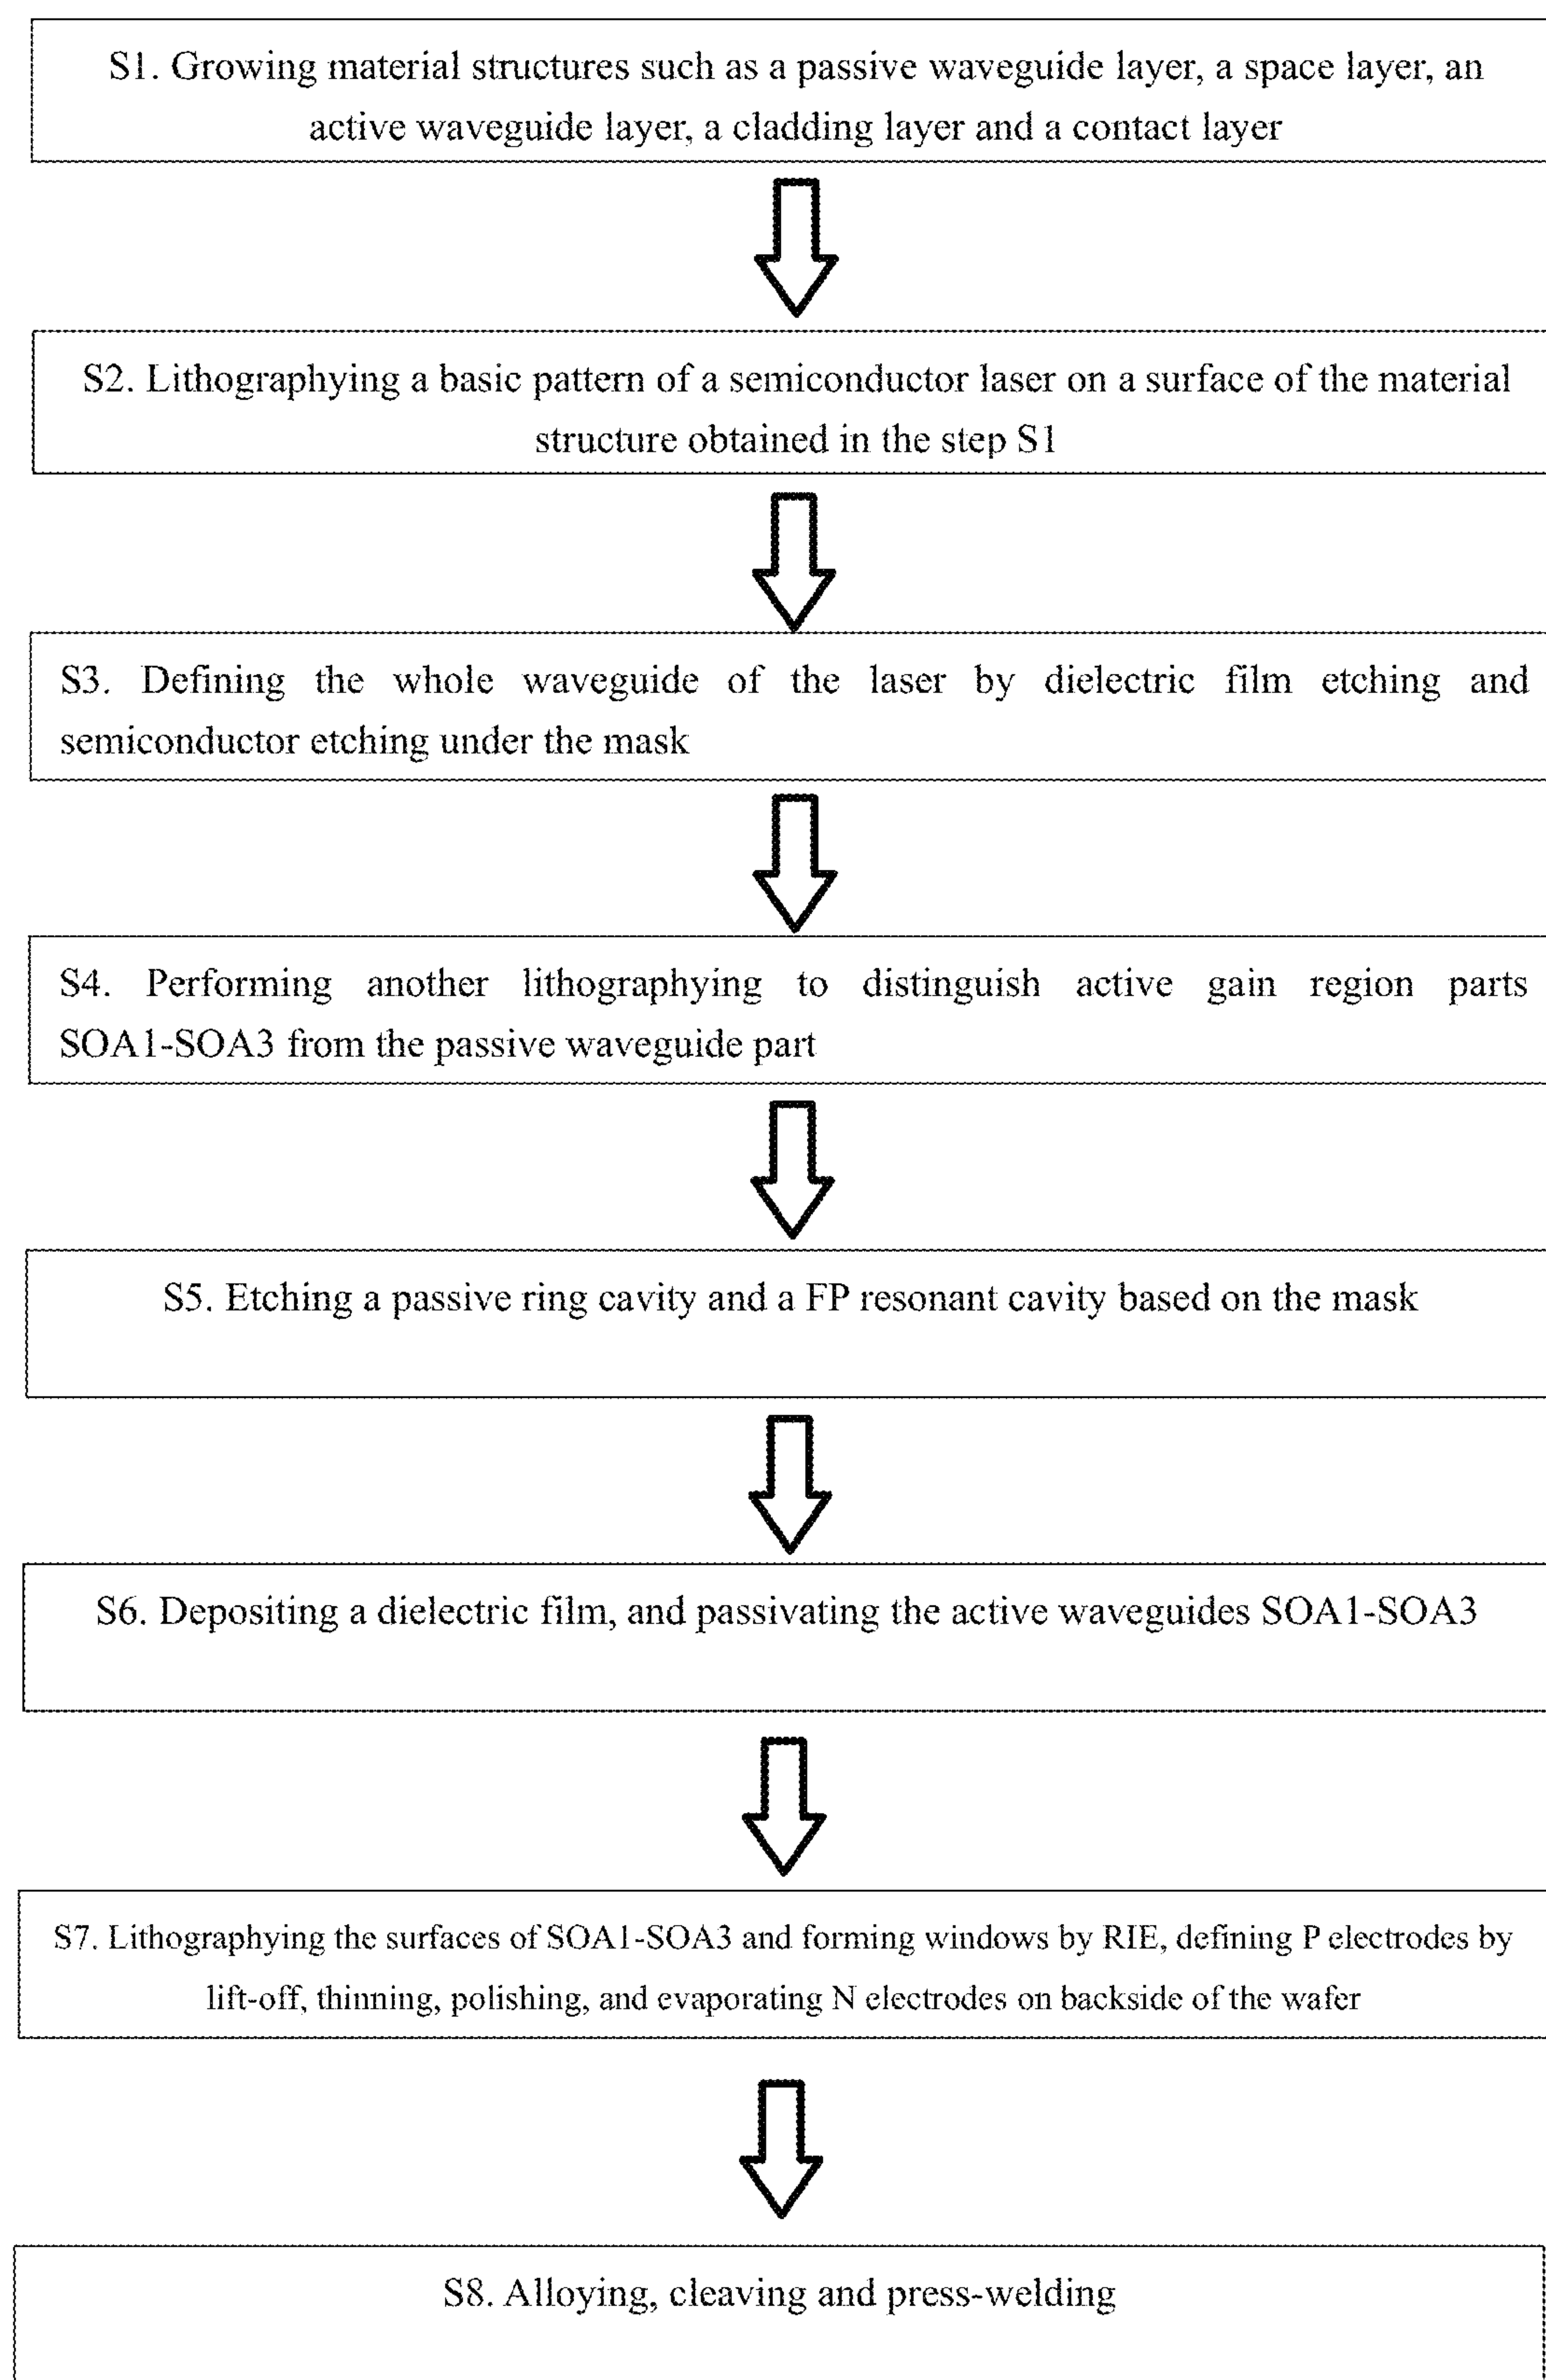 S1. Growing material structures such as a passive waveguide layer, a space layer, an
active waveguide layer, a cladding layer and a contact layer
S2. Lithographying a basic pattern of a semiconductor laser on a surface of the material
structure obtained in the step S1
S3. Defining the whole waveguide of the laser by dielectric film etching and
semiconductor etching under the mask
S4. Performing another lithographying to distinguish active gain region parts
SOA1-SOA3 from the passive waveguide part
S5. Etching a passive ring cavity and a FP resonant cavity based on the mask
S6. Depositing a dielectric film, and passivating the active waveguides SOA1-SOA3
S7. Lithographying the surfaces of SOA1-SOA3 and forming windows by RIE, defining P electrodes by
lift-off, thinning, polishing, and evaporating N electrodes on backside of the wafer
S8. Alloying, cleaving and press-welding